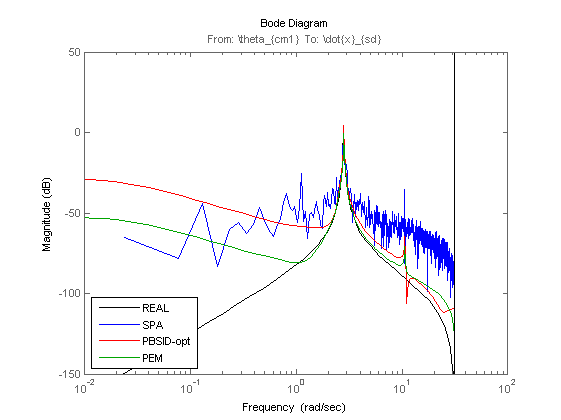 Bode Diagram
From: \theta_{cm1} To: \dot{x}_{sd}
50
0
-50
-100
-150
Magnitude (dB)
REAL
SPA
PBSID-opt
PEM
10^-2
10^-1
10^0
10^1
10^2
Frequency (rad/sec)